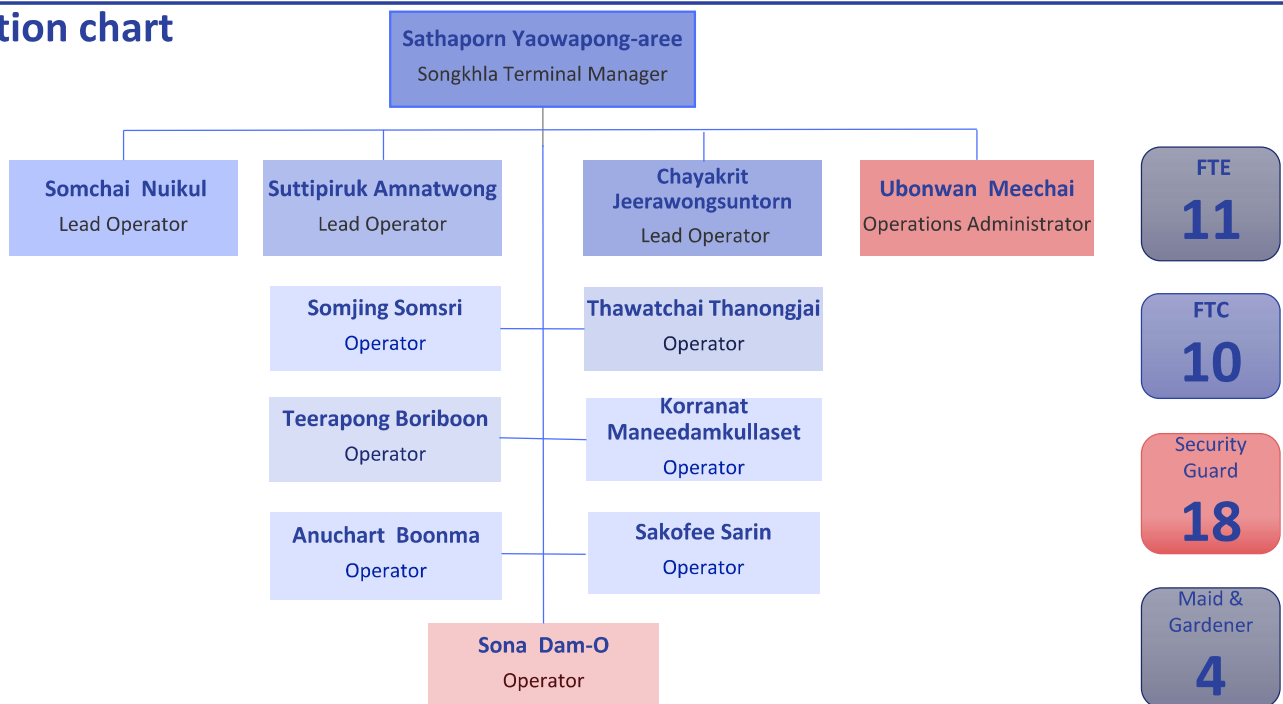 tion chart
Sathaporn Yaowapong-aree
Songkhla Terminal Manager
Somchai  Nuikul
Lead Operator
Suttipiruk Amnatwong
Lead Operator
Chayakrit
Jeerawongsuntorn
Lead Operator
Ubonwan  Meechai
Operations Administrator
FTE
11
Somjing Somsri
Operator
Thawatchai Thanongjai
Operator
FTC
10
Teerapong Boriboon
Operator
Korranat
Maneedamkullaset
Operator
Security
Guard
18
Anuchart  Boonma
Operator
Sakofee Sarin
Operator
Maid &
Gardener
4
Sona  Dam-O
Operator